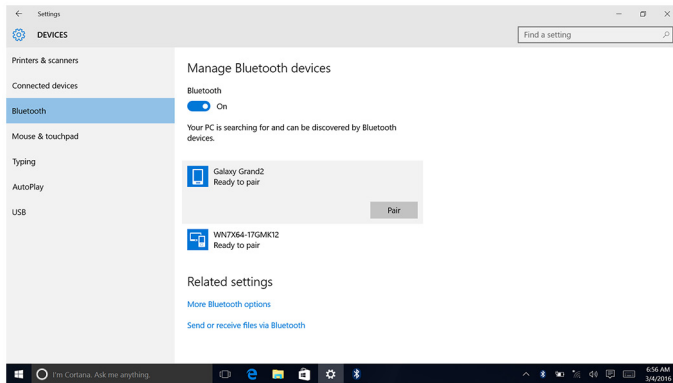 Settings
DEVICES
Find a setting
Printers & scanners
Connected devices
Bluetooth
Mouse & touchpad
Typing
AutoPlay
USB
Manage Bluetooth devices
Bluetooth
On
Your PC is searching for and can be discovered by Bluetooth
devices.
Galaxy Grand2
Ready to pair
Pair
WN7X64-17GMK12
Ready to pair
Related settings
More Bluetooth options
Send or receive files via Bluetooth
I'm Cortana. Ask me anything.
6:56 AM
3/4/2016